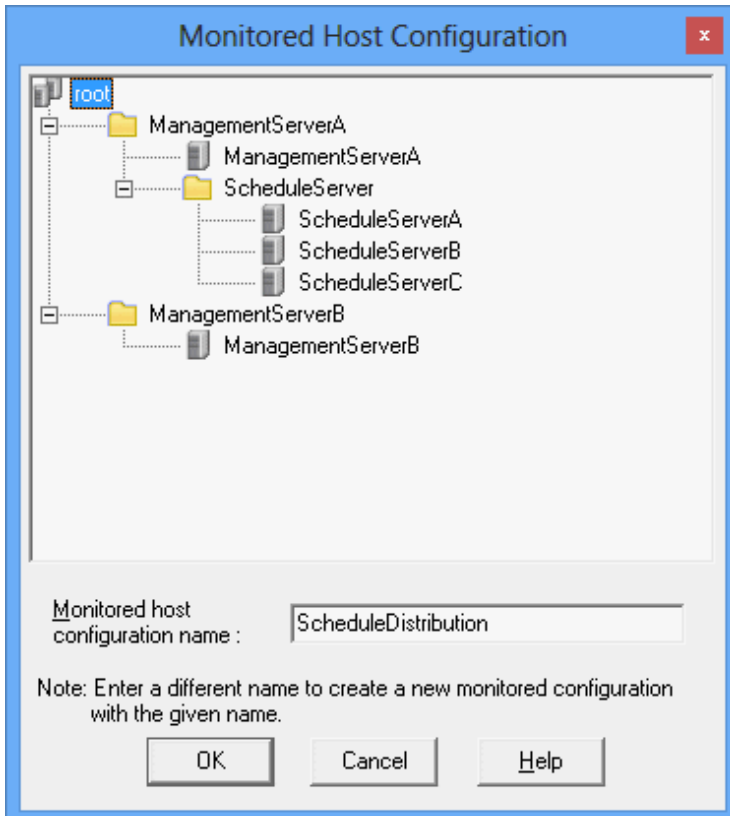 Monitored Host Configuration
x
root
ManagementServerA
ManagementServerA
ScheduleServer
ScheduleServerA
ScheduleServerB
ScheduleServerC
ManagementServerB
ManagementServerB
Monitored host
configuration name :
ScheduleDistribution
Note: Enter a different name to create a new monitored configuration
with the given name.
OK
Cancel
Help